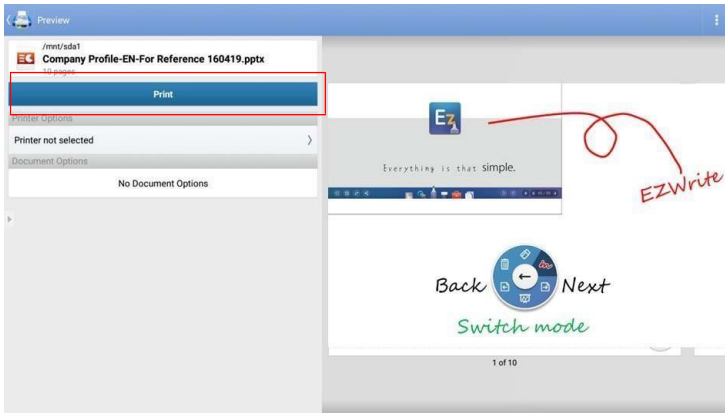 Preview
/mnt/sda1
Company Profile-EN-For Reference 160419.pptx
10 pages
Print
Printer Options
Printer not selected
Document Options
No Document Options
Ez
Everything is that simple.
EZWrite
Back
Next
Switch mode
1 of 10